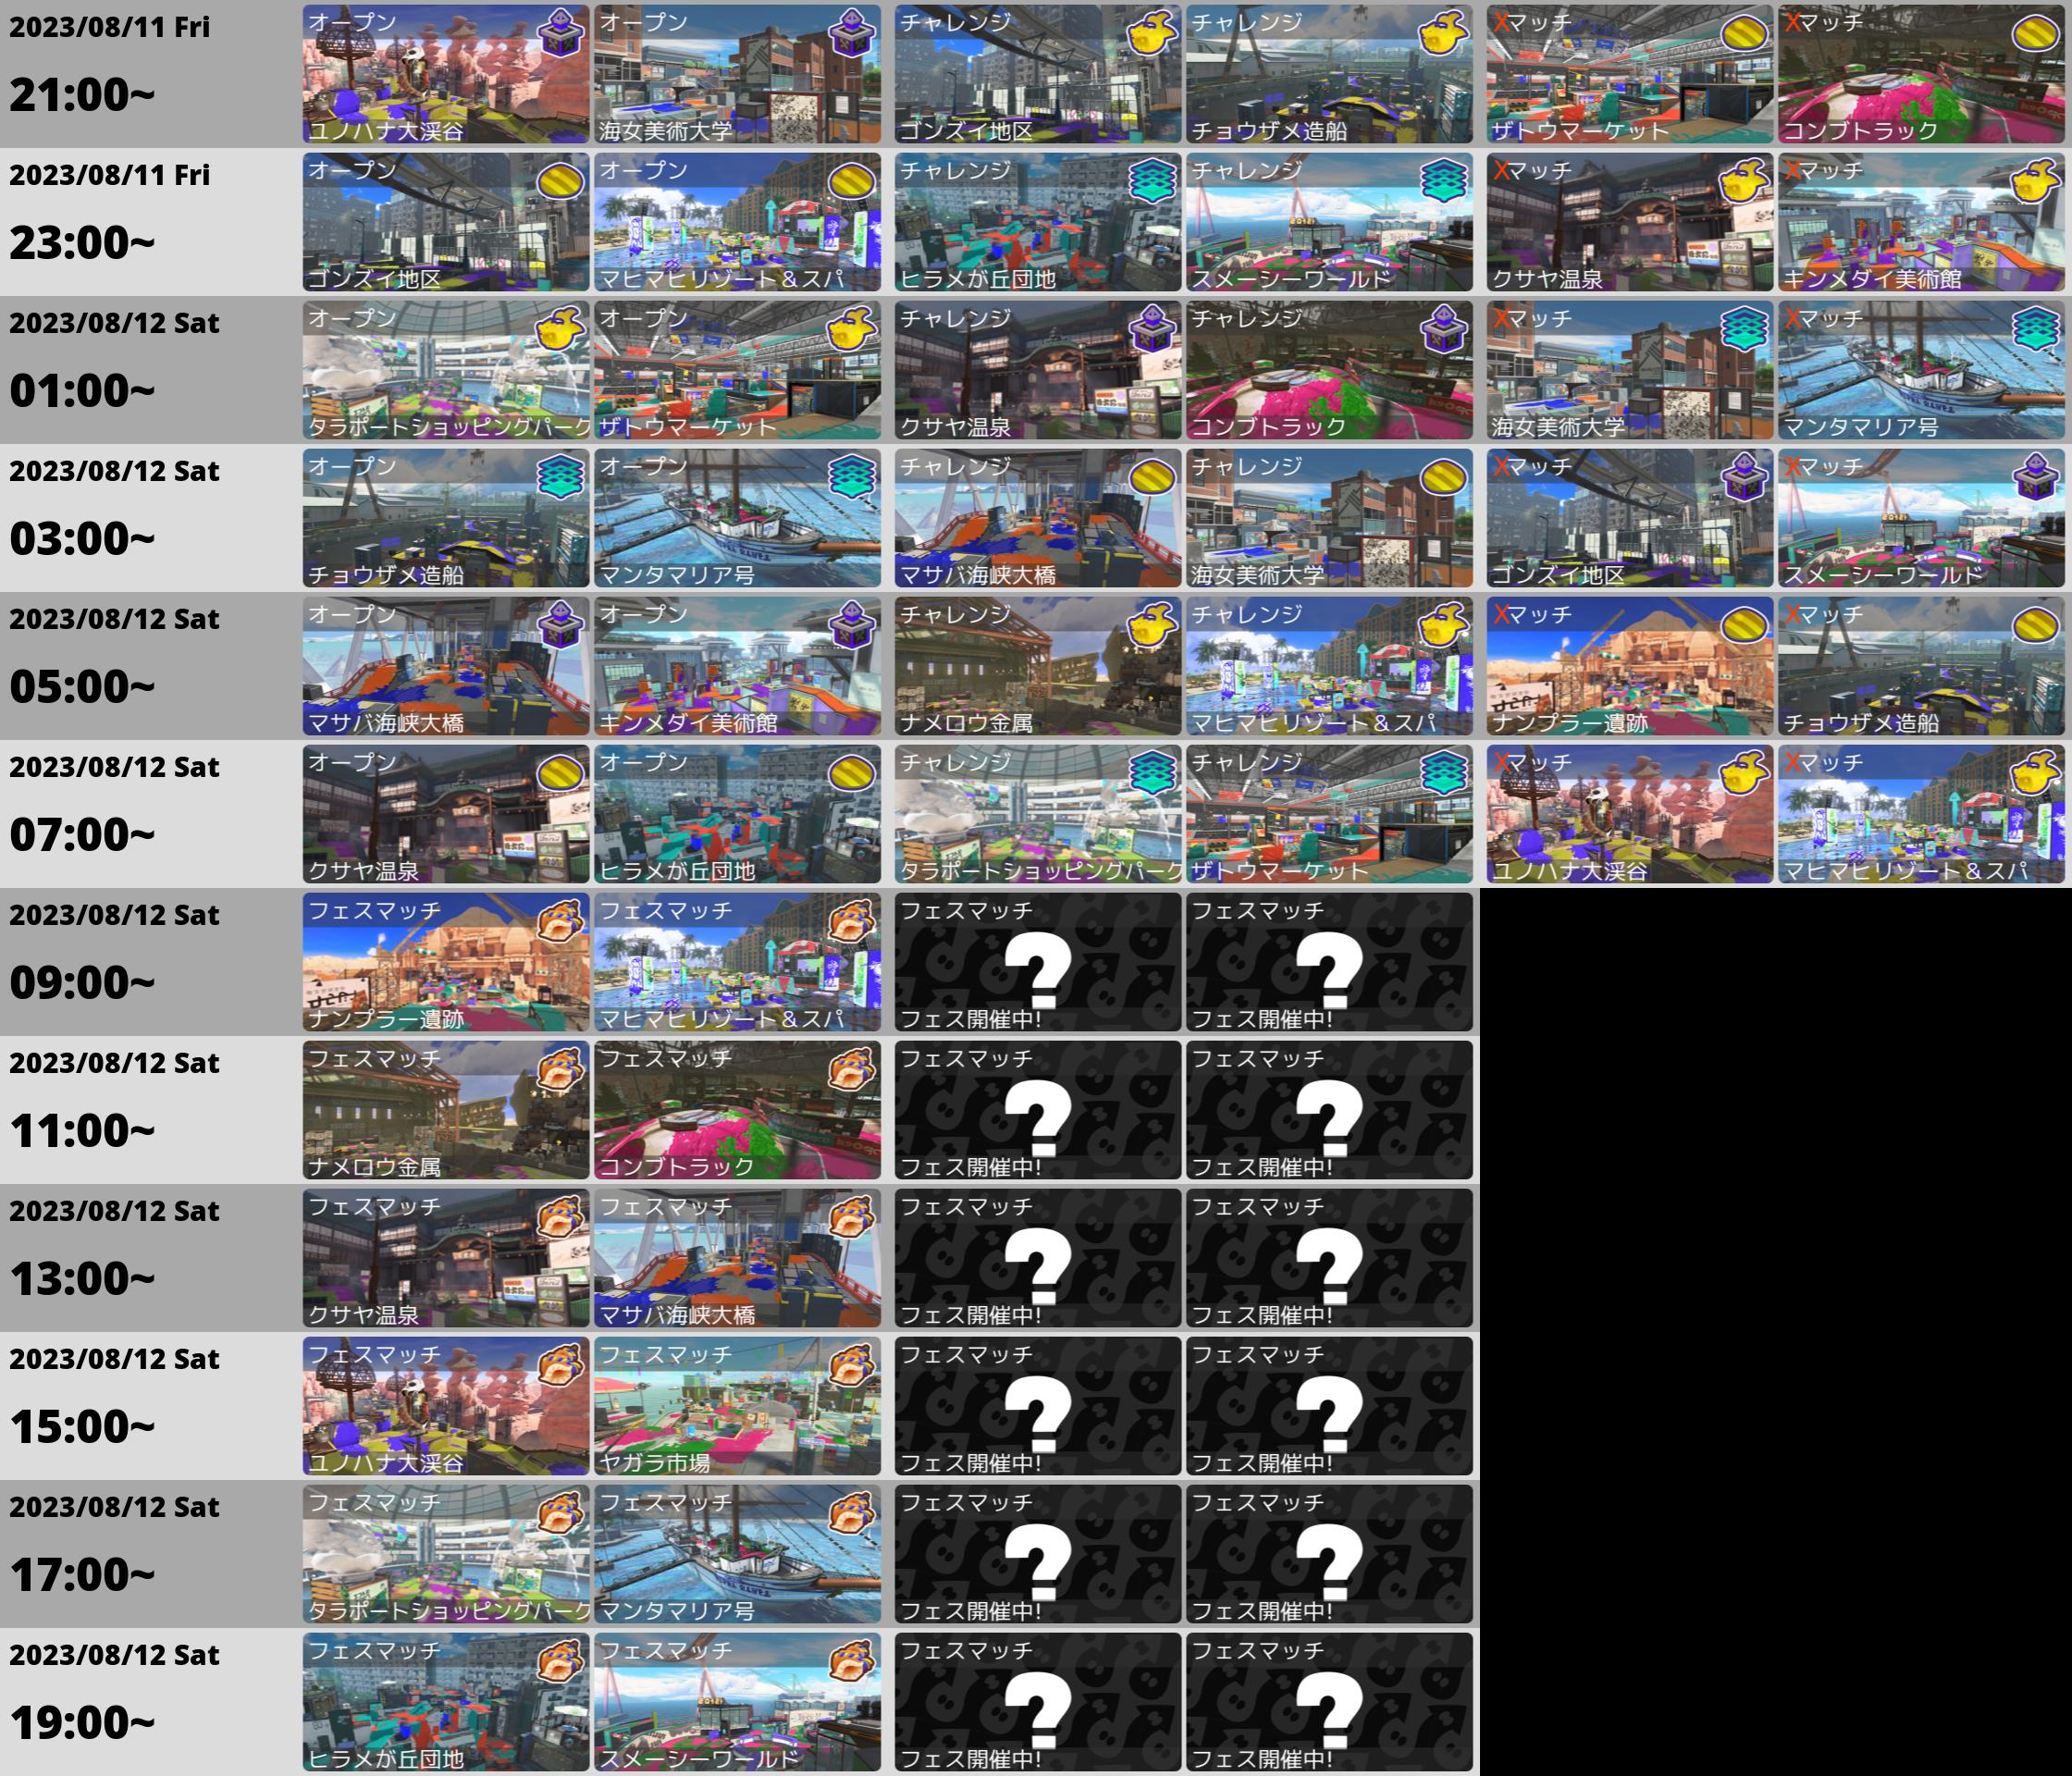 2023/08/11 Fri
21:00~
オープン
ユノハナ大渓谷
オープン
海女美術大学
チャレンジ
ゴンズイ地区
チャレンジ
チョウザメ造船
Xマッチ
ザトウマーケット
Xマッチ
コンブトラック
2023/08/11 Fri
23:00~
オープン
ゴンズイ地区
オープン
マヒマヒリゾート＆スパ
チャレンジ
ヒラメが丘団地
チャレンジ
スメーシーワールド
Xマッチ
クサヤ温泉
Xマッチ
キンメダイ美術館
2023/08/12 Sat
01:00~
オープン
タラポートショッピングパーク
オープン
ザトウマーケット
チャレンジ
クサヤ温泉
チャレンジ
コンブトラック
Xマッチ
海女美術大学
Xマッチ
マンタマリア号
2023/08/12 Sat
03:00~
オープン
チョウザメ造船
オープン
マンタマリア号
チャレンジ
マサバ海峡大橋
チャレンジ
海女美術大学
Xマッチ
ゴンズイ地区
Xマッチ
スメーシーワールド
2023/08/12 Sat
05:00~
オープン
マサバ海峡大橋
オープン
キンメダイ美術館
チャレンジ
ナメロウ金属
チャレンジ
マヒマヒリゾート＆スパ
Xマッチ
ナンプラー遺跡
Xマッチ
チョウザメ造船
2023/08/12 Sat
07:00~
オープン
クサヤ温泉
オープン
ヒラメが丘団地
チャレンジ
タラポートショッピングパーク
チャレンジ
ザトウマーケット
Xマッチ
ユノハナ大渓谷
Xマッチ
マヒマヒリゾート＆スパ
2023/08/12 Sat
09:00~
フェスマッチ
ナンプラー遺跡
フェスマッチ
マヒマヒリゾート＆スパ
フェスマッチ
?
フェス開催中!
フェスマッチ
?
フェス開催中!
2023/08/12 Sat
11:00~
フェスマッチ
ナメロウ金属
フェスマッチ
コンブトラック
フェスマッチ
?
フェス開催中!
フェスマッチ
?
フェス開催中!
2023/08/12 Sat
13:00~
フェスマッチ
クサヤ温泉
フェスマッチ
マサバ海峡大橋
フェスマッチ
?
フェス開催中!
フェスマッチ
?
フェス開催中!
2023/08/12 Sat
15:00~
フェスマッチ
ユノハナ大渓谷
フェスマッチ
ヤガラ市場
フェスマッチ
?
フェス開催中!
フェスマッチ
?
フェス開催中!
2023/08/12 Sat
17:00~
フェスマッチ
タラポートショッピングパーク
フェスマッチ
マンタマリア号
フェスマッチ
?
フェス開催中!
フェスマッチ
?
フェス開催中!
2023/08/12 Sat
19:00~
フェスマッチ
ヒラメが丘団地
フェスマッチ
スメーシーワールド
フェスマッチ
?
フェス開催中!
フェスマッチ
?
フェス開催中!